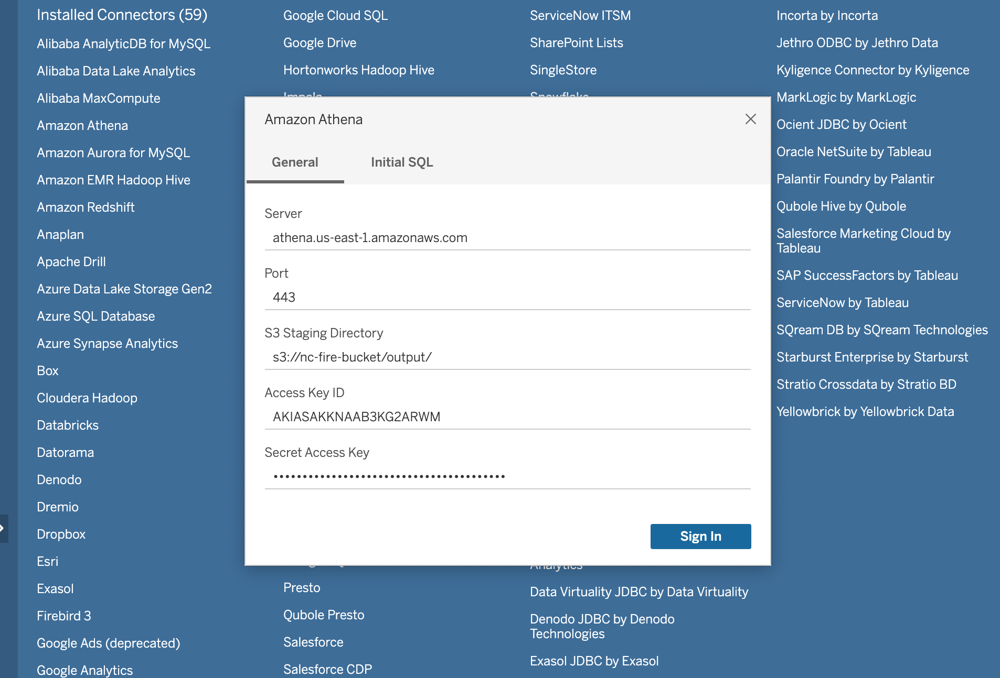 Installed Connectors (59)
Alibaba AnalyticDB for MySQL
Alibaba Data Lake Analytics
Alibaba MaxCompute
Amazon Athena
Amazon Aurora for MySQL
Amazon EMR Hadoop Hive
Amazon Redshift
Anaplan
Apache Drill
Azure Data Lake Storage Gen2
Azure SQL Database
Azure Synapse Analytics
Box
Cloudera Hadoop
Databricks
Datorama
Denodo
Dremio
Dropbox
Esri
Exasol
Firebird 3
Google Ads (deprecated)
Google Analytics
Google Cloud SQL
Google Drive
Hortonworks Hadoop Hive
Impala
Presto
Qubole Presto
Salesforce
Salesforce CDP
ServiceNow ITSM
SharePoint Lists
SingleStore
Snowflake
Analytics
Data Virtuality JDBC by Data Virtuality
Denodo JDBC by Denodo
Technologies
Exasol JDBC by Exasol
Incorta by Incorta
Jethro ODBC by Jethro Data
Kyligence Connector by Kyligence
MarkLogic by MarkLogic
Ocient JDBC by Ocient
Oracle NetSuite by Tableau
Palantir Foundry by Palantir
Qubole Hive by Qubole
Salesforce Marketing Cloud by
Tableau
SAP SuccessFactors by Tableau
ServiceNow by Tableau
SQream DB by SQream Technologies
Starburst Enterprise by Starburst
Stratio Crossdata by Stratio BD
Yellowbrick by Yellowbrick Data
Amazon Athena
General Initial SQL
Server
athena.us-east-1.amazonaws.com
Port
443
S3 Staging Directory
s3://nc-fire-bucket/output/
Access Key ID
AKIASAKKNAAB3KG2ARWM
Secret Access Key
Sign In